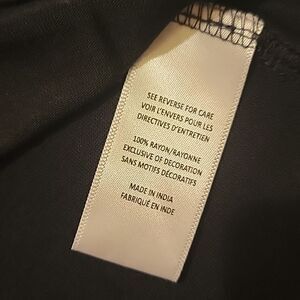 SEE REVERSE FOR CARE
VOIR L'ENVERS POUR LES
DIRECTIVES D'ENTRETIEN
100% RAYON/RAYONNE
EXCLUSIVE OF DECORATION
SANS MOTIFS DÉCORATIFS
MADE IN INDIA
FABRIQUÉ EN INDE